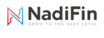 NadiFin
GROW TO THE NEXT LEVEL